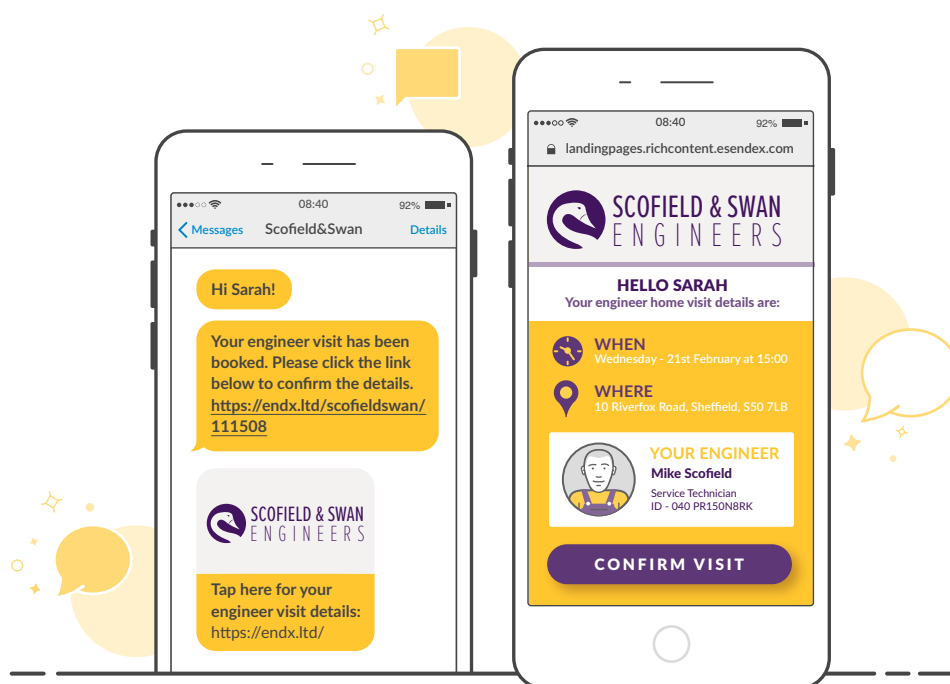 08:40
92%
Messages
Scofield&Swan
Details
Hi Sarah!
Your engineer visit has been
booked. Please click the link
below to confirm the details.
https://endx.ltd/scofieldswan/
111508
SCOFIELD & SWAN
ENGINEERS
Tap here for your
engineer visit details:
https://endx.ltd/
08:40
92%
landingpages.richcontent.esendex.com
SCOFIELD & SWAN
ENGINEERS
HELLO SARAH
Your engineer home visit details are:
WHEN
Wednesday - 21st February at 15:00
WHERE
10 Riverfox Road, Sheffield, S50 7LB
YOUR ENGINEER
Mike Scofield
Service Technician
ID - 040 PR150N8RK
CONFIRM VISIT